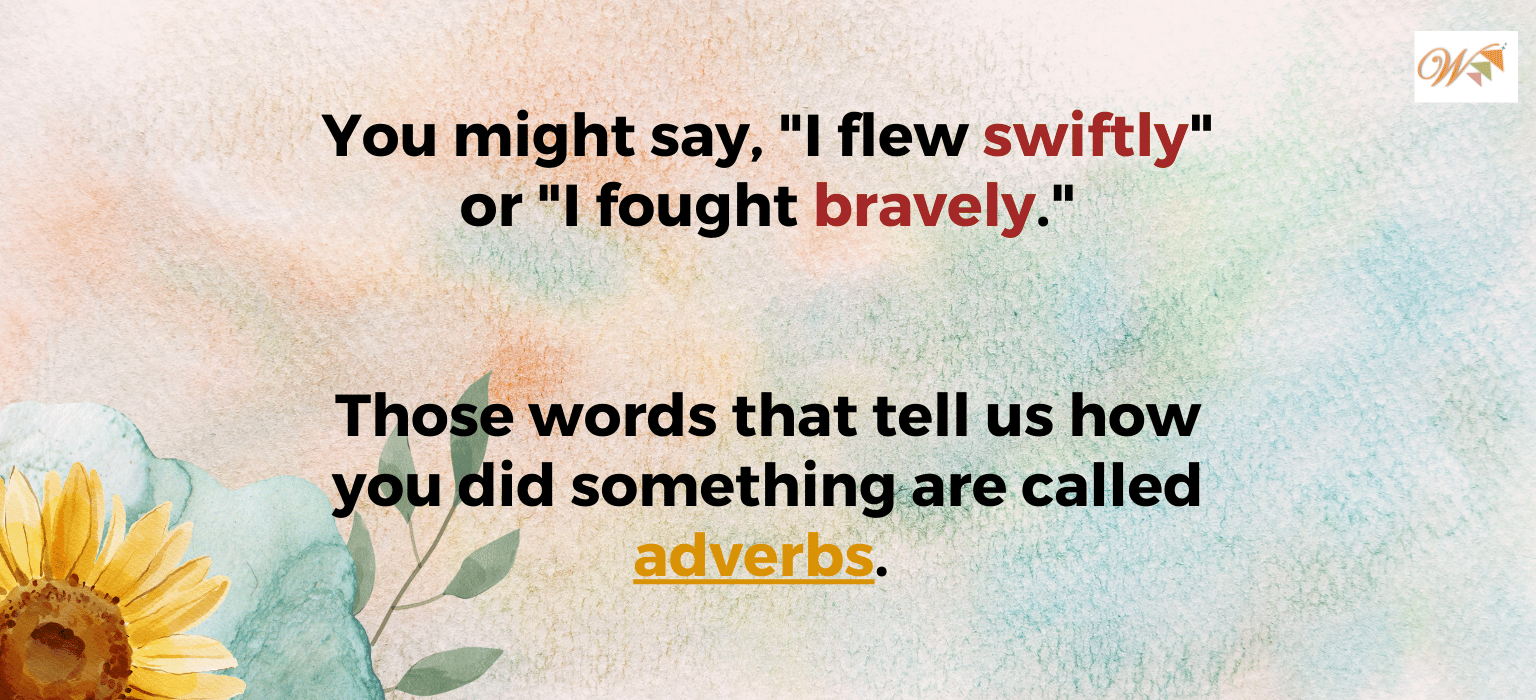 W
You might say, "I flew swiftly"
or "I fought bravely."
Those words that tell us how
you did something are called
adverbs.